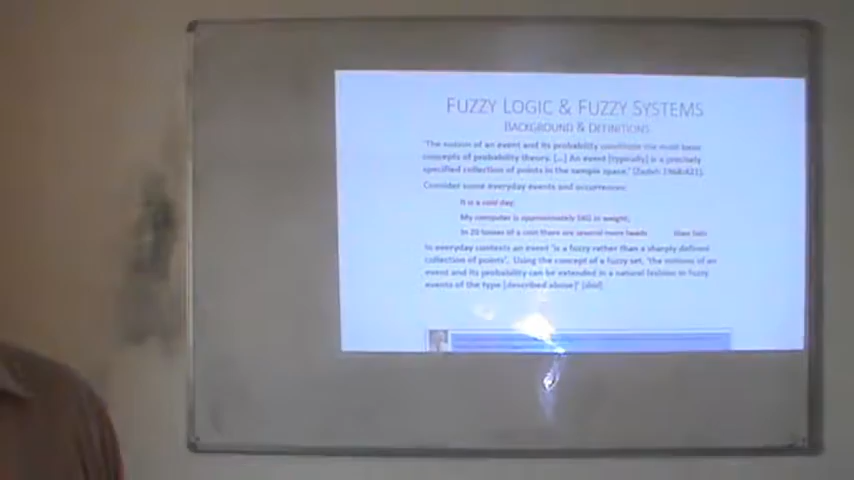 FUZZY LOGIC & FUZZY SYSTEMS
BACKGROUND & DEFINITIONS
'The notion of an event and its probability constitute the most basic
concepts of probability theory. [...] An event [typically] is a precisely
specified collection of points in the sample space.' (Zadeh 1968:421).
Consider some everyday events and occurrences:
It is a cold day;
My computer is approximately 5KG in weight;
In 20 tosses of a coin there are several more heads than tails
In everyday contexts an event 'is a fuzzy rather than a sharply defined
collection of points'. Using the concept of a fuzzy set, 'the notions of an
event and its probability can be extended in a natural fashion to fuzzy
events of the type [described above]' (ibid)